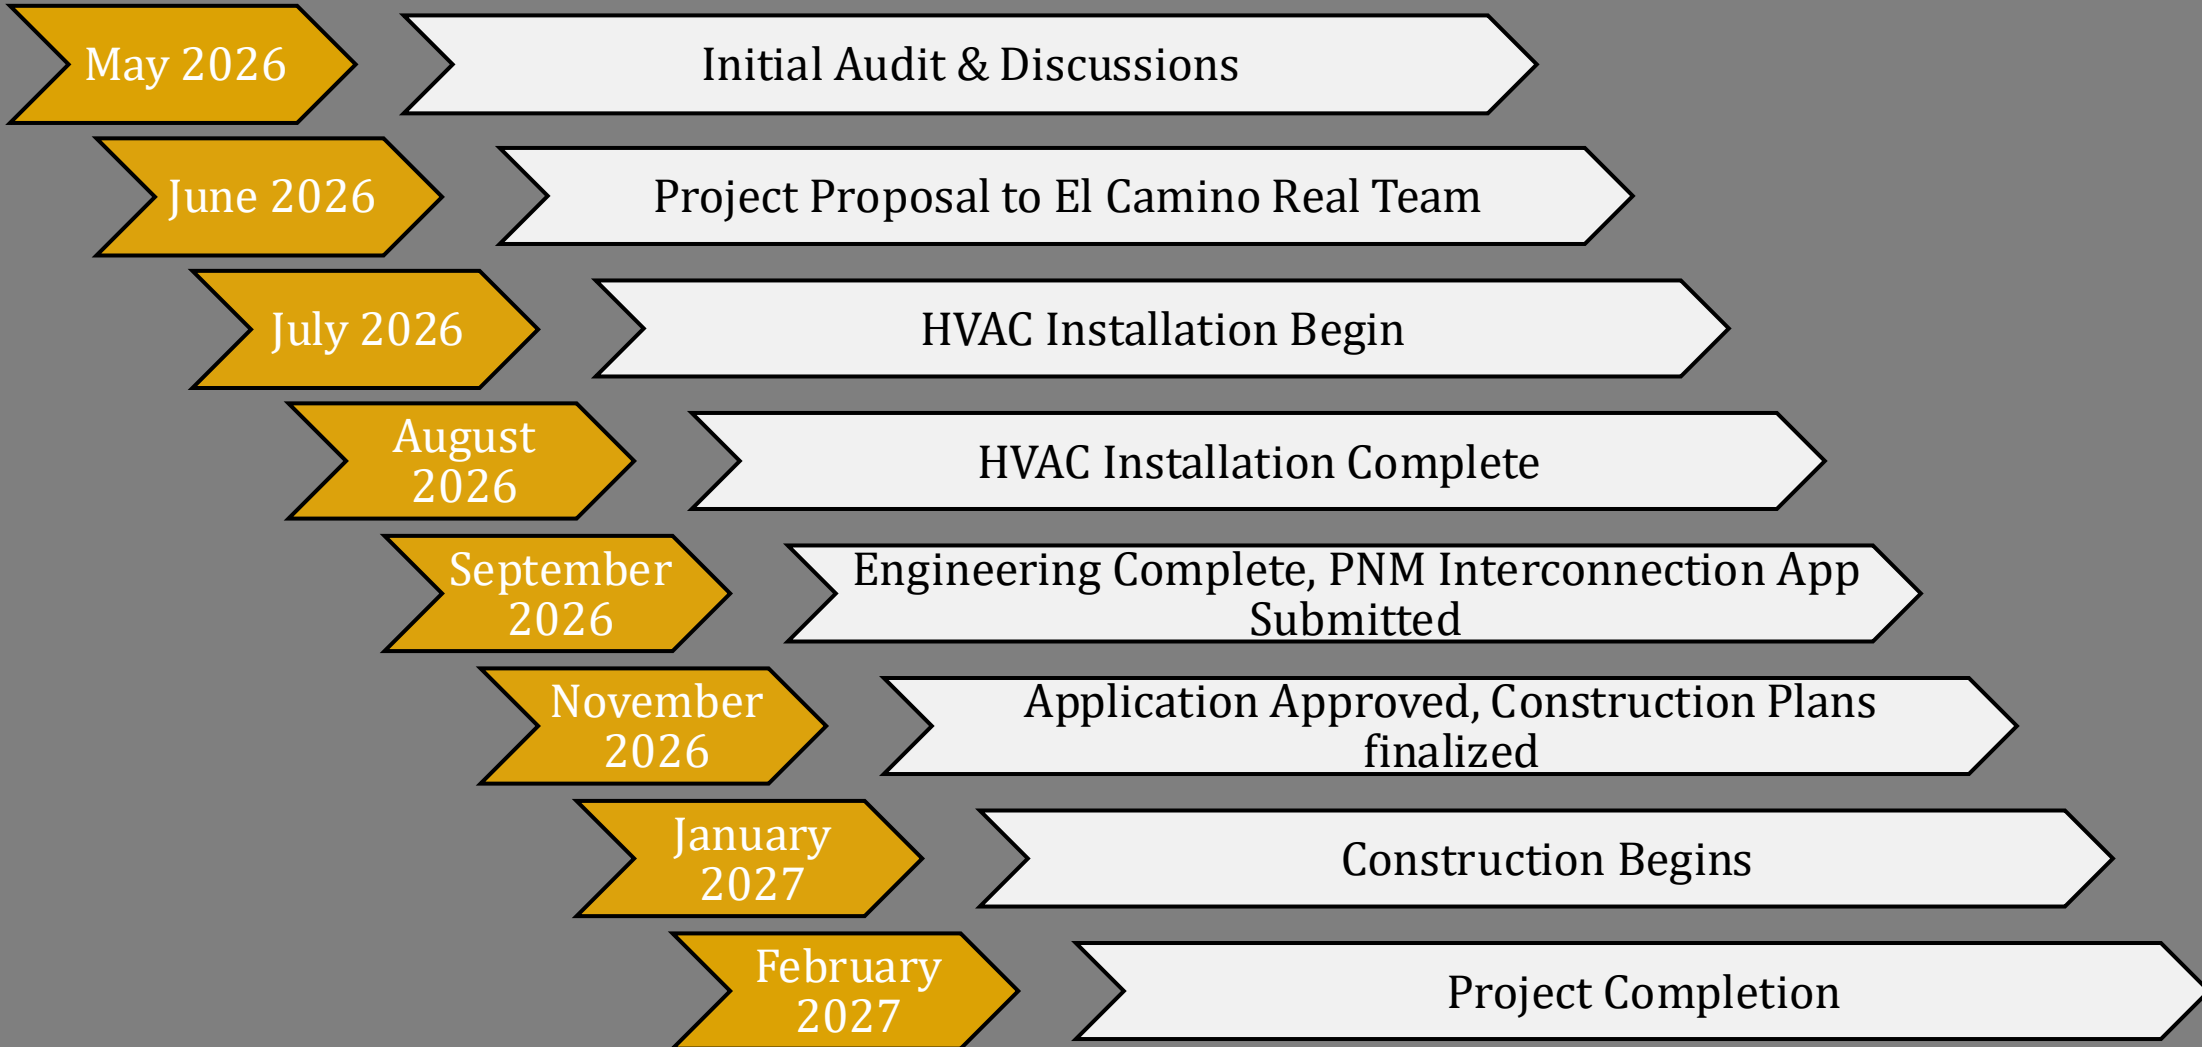 May 2026
Initial Audit & Discussions
June 2026
Project Proposal to El Camino Real Team
July 2026
HVAC Installation Begin
August
2026
HVAC Installation Complete
September
2026
Engineering Complete, PNM Interconnection App
Submitted
November
2026
Application Approved, Construction Plans
finalized
January
2027
Construction Begins
February
2027
Project Completion